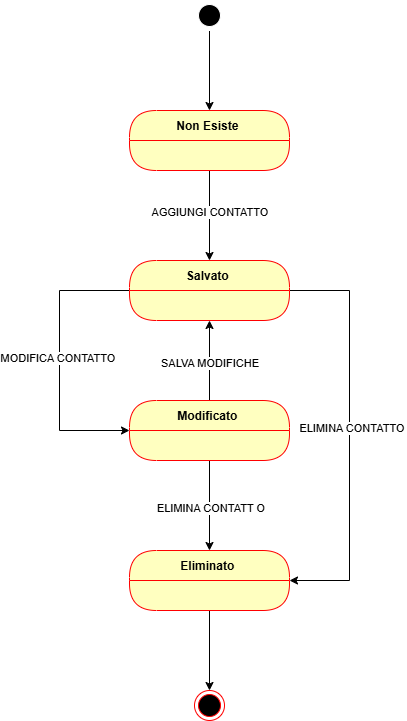 Non Esiste
AGGIUNGI CONTATTO
Salvato
MODIFICA CONTATTO
SALVA MODIFICHE
Modificato
ELIMINA CONTATTO
ELIMINA CONTATT O
Eliminato